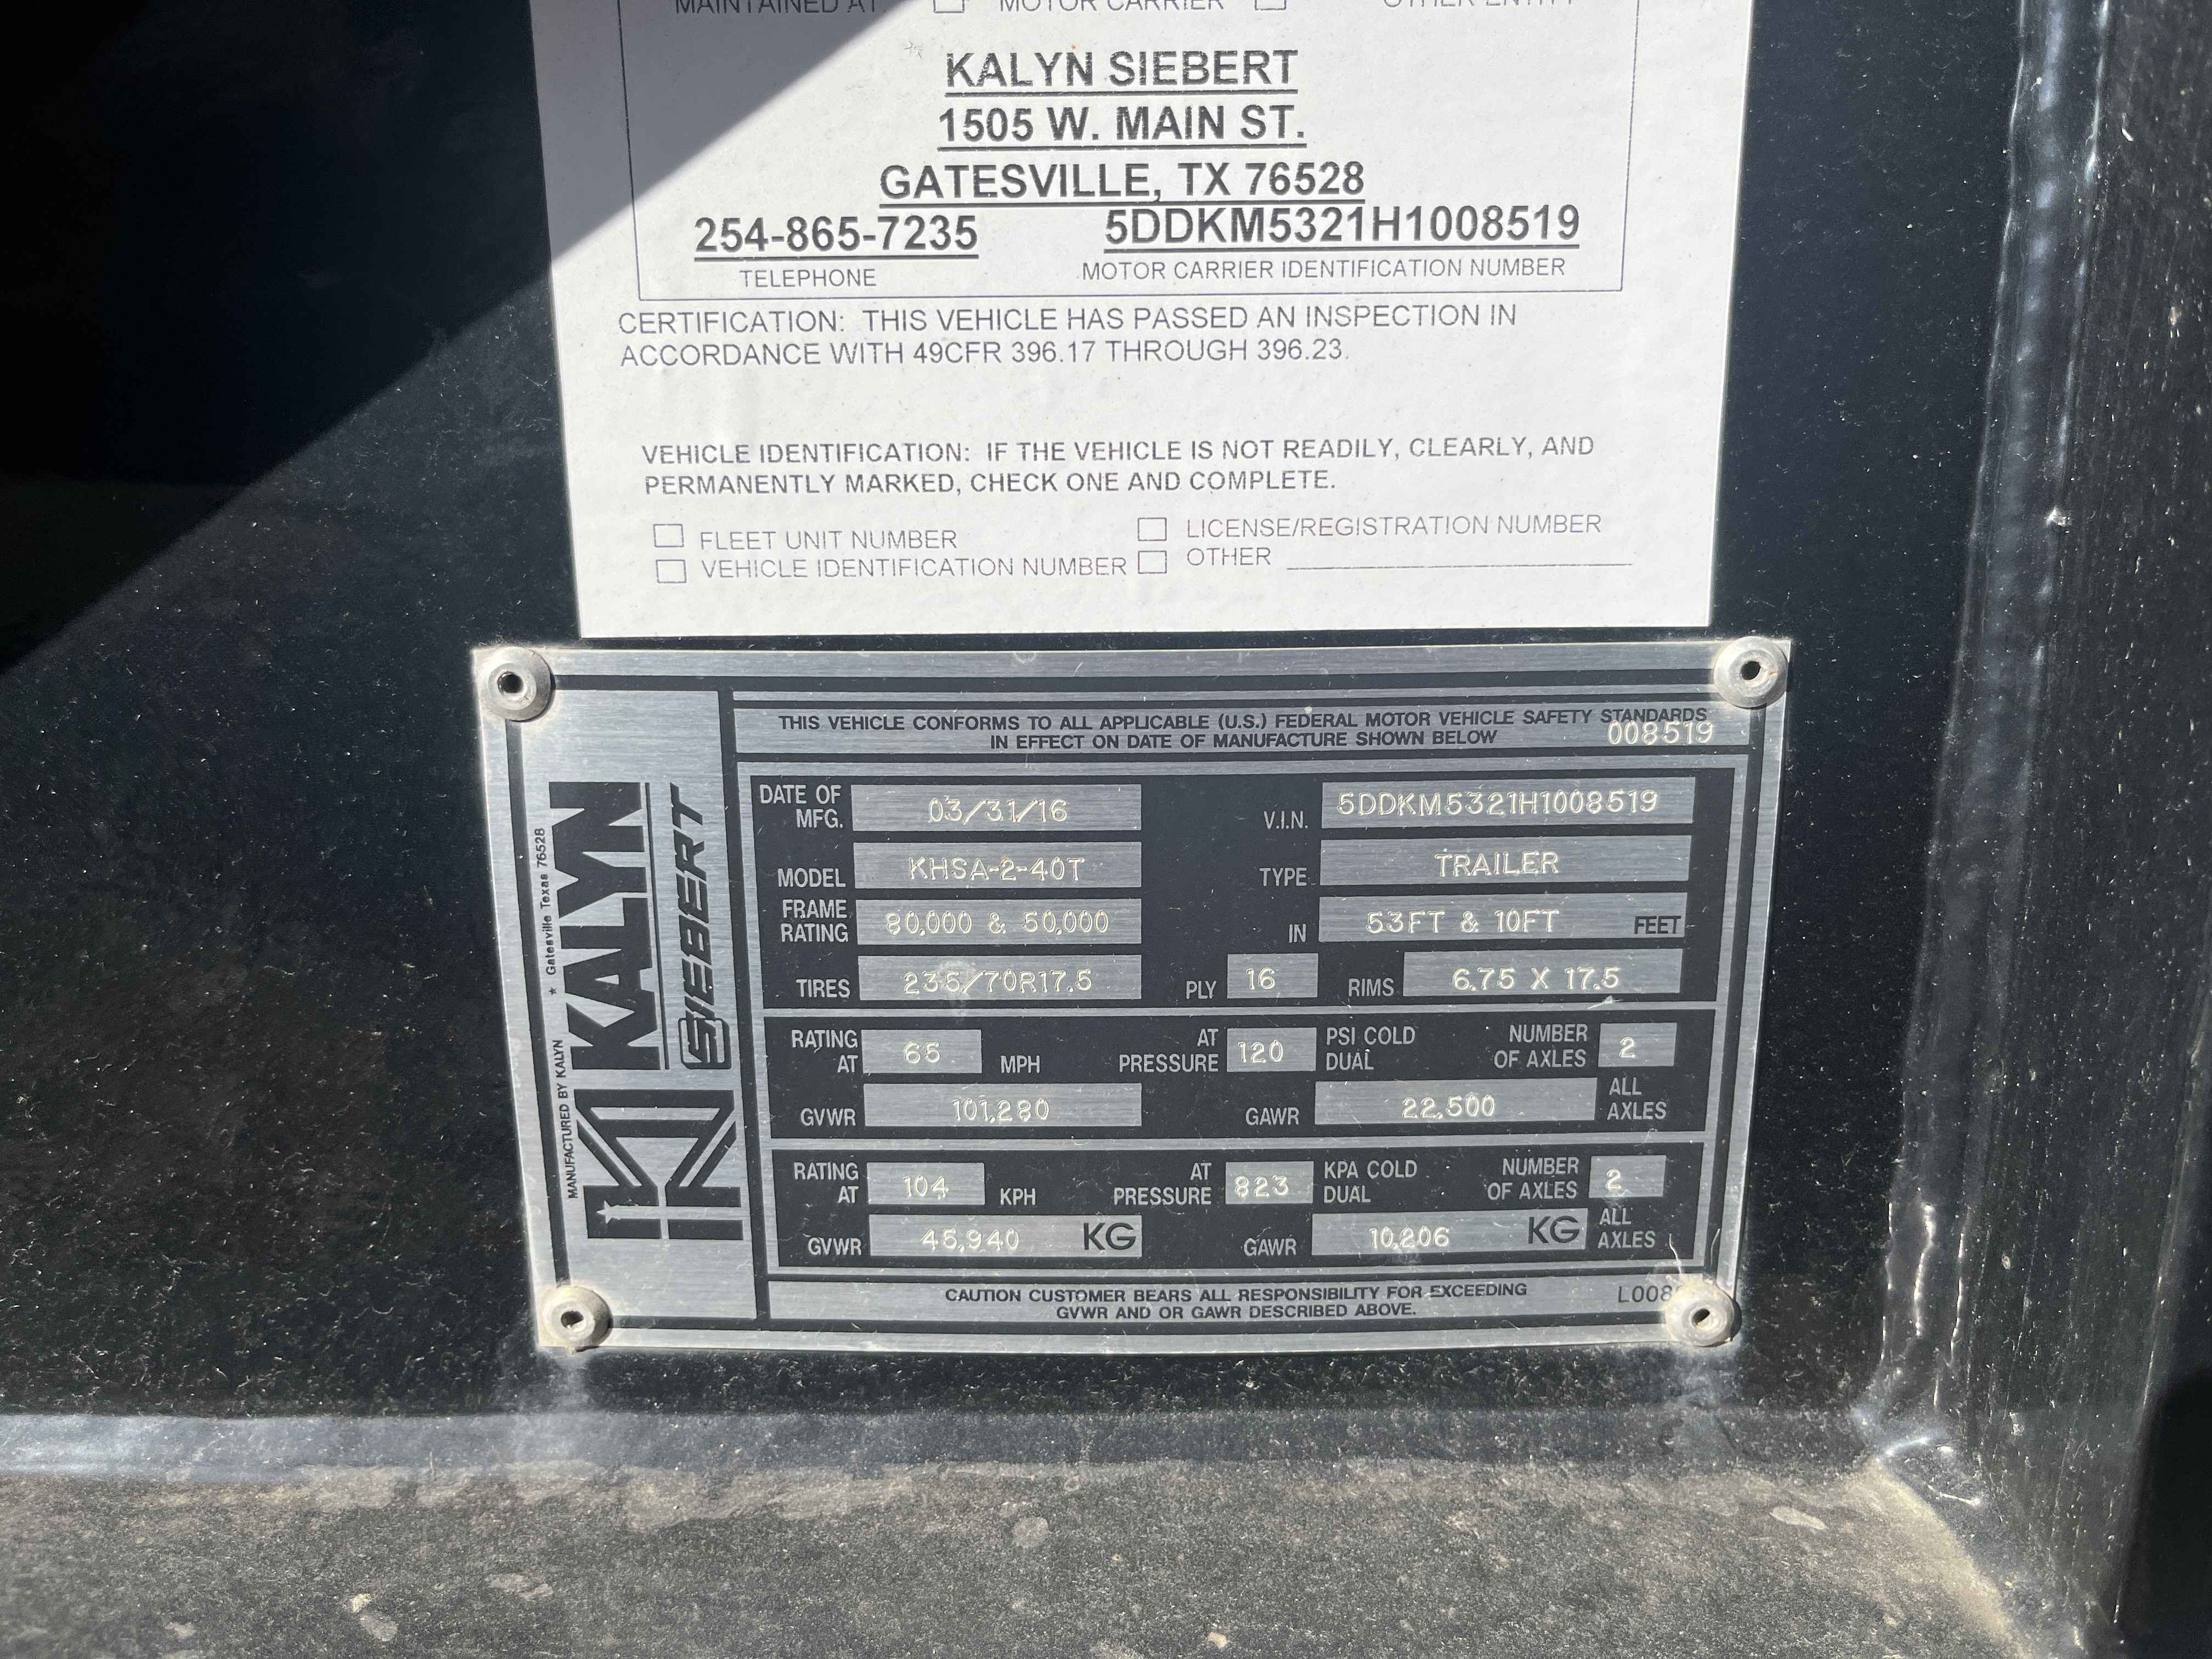 MAINTAINED AT MOTOR CARRIER OTHER ENTITY
KALYN SIEBERT
1505 W. MAIN ST.
GATESVILLE, TX 76528
254-865-7235 5DDKM5321H1008519
TELEPHONE MOTOR CARRIER IDENTIFICATION NUMBER
CERTIFICATION: THIS VEHICLE HAS PASSED AN INSPECTION IN
ACCORDANCE WITH 49CFR 396.17 THROUGH 396.23.
VEHICLE IDENTIFICATION: IF THE VEHICLE IS NOT READILY, CLEARLY, AND
PERMANENTLY MARKED, CHECK ONE AND COMPLETE.
FLEET UNIT NUMBER LICENSE/REGISTRATION NUMBER
VEHICLE IDENTIFICATION NUMBER OTHER
MANUFACTURED BY KALYN ★ Gatesville Texas 76528
KALYN
SIEBERT
THIS VEHICLE CONFORMS TO ALL APPLICABLE (U.S.) FEDERAL MOTOR VEHICLE SAFETY STANDARDS
IN EFFECT ON DATE OF MANUFACTURE SHOWN BELOW 008519
DATE OF MFG. 03/31/16 V.I.N. 5DDKM5321H1008519
MODEL KHSA-2-40T TYPE TRAILER
FRAME RATING 80,000 & 50,000 IN 53FT & 10FT FEET
TIRES 235/70R17.5 PLY 16 RIMS 6.75 X 17.5
RATING AT 65 MPH AT PRESSURE 120 PSI COLD DUAL NUMBER OF AXLES 2
GVWR 101,280 GAWR 22,500 ALL AXLES
RATING AT 104 KPH AT PRESSURE 823 KPA COLD DUAL NUMBER OF AXLES 2
GVWR 45,940 KG GAWR 10,206 KG ALL AXLES
CAUTION CUSTOMER BEARS ALL RESPONSIBILITY FOR EXCEEDING
GVWR AND OR GAWR DESCRIBED ABOVE.